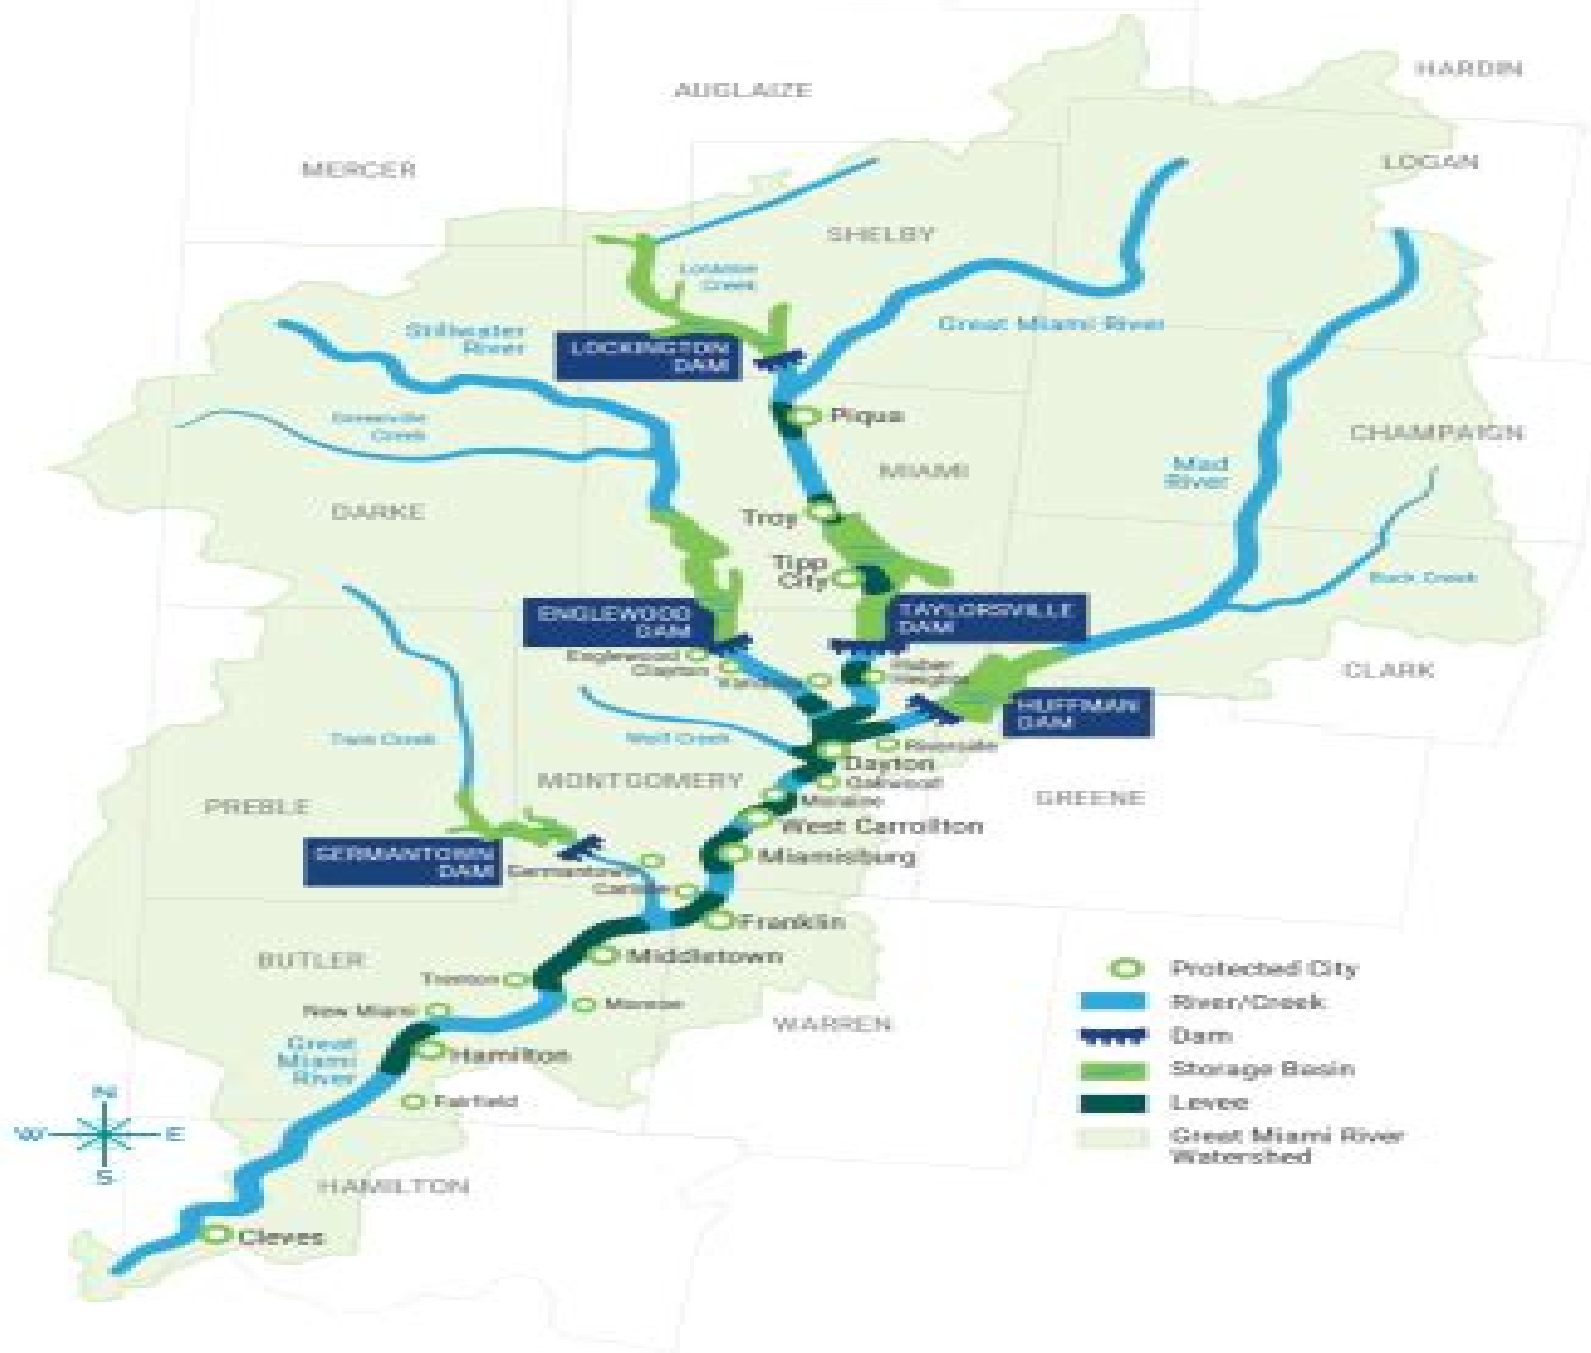 HARDIN
AUGLAIZE
LOGAN
MERCER
SHELBY
Creek
Great Miami River
Stillwater
River
LOCKINGTON
DAM
Piqua
Greenville
Creek
CHAMPAIGN
MIAMI
Mad
River
DARKE
Troy
Tipp
City
Buck Creek
ENGLEWOOD
DAM
TAYLORSVILLE
DAM
Englewood
Clayton
Huber
Heights
CLARK
HUFFMAN
DAM
Twin Creek
Wolf Creek
Riverside
Dayton
MONTGOMERY
Oakwood
Moraine
GREENE
PREBLE
West Carrollton
GERMANTOWN
DAM
Miamisburg
Germantown
Carlisle
Franklin
BUTLER
Middletown
Trenton
Monroe
New Miami
WARREN
Great
Miami
River
Hamilton
Fairfield
HAMILTON
Cleves
N
W
E
S
Protected City
River/Creek
Dam
Storage Basin
Levee
Great Miami River
Watershed